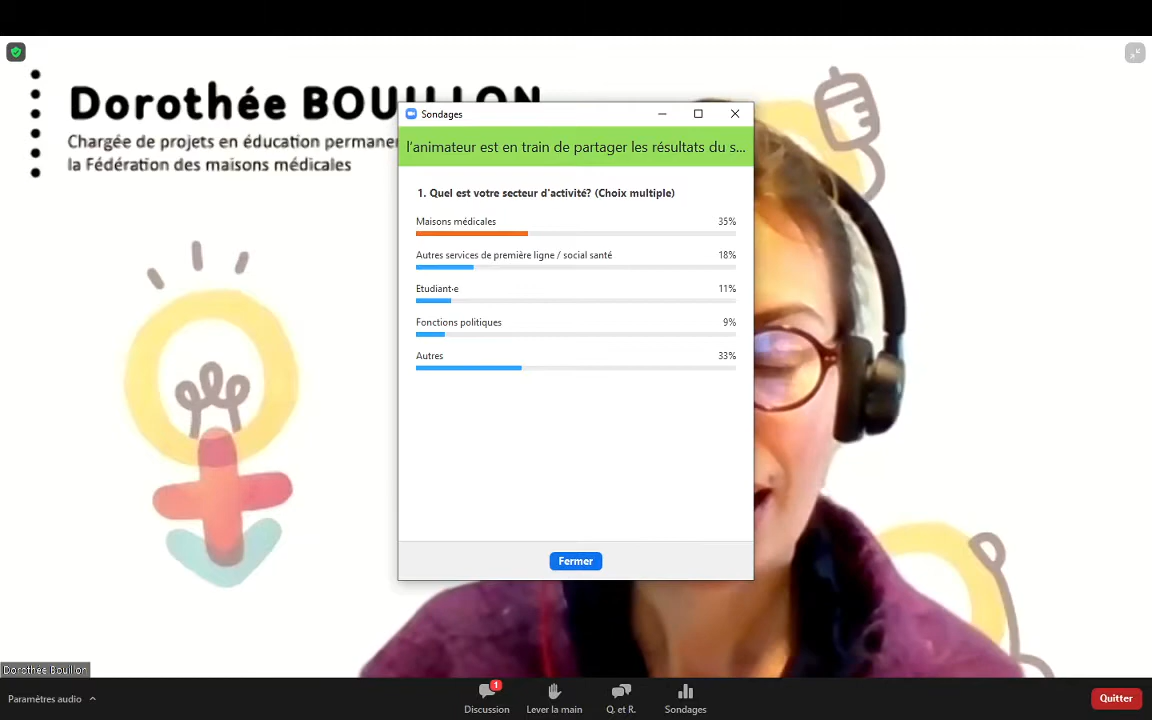 Dorothée BOUILLON
Chargée de projets en éducation permanen
la Fédération des maisons médicales
Sondages
l'animateur est en train de partager les résultats du s...
1. Quel est votre secteur d'activité? (Choix multiple)
Maisons médicales 35%
Autres services de première ligne / social santé 18%
Etudiant·e 11%
Fonctions politiques 9%
Autres 33%
Fermer
Dorothée Bouillon
Paramètres audio
1
Discussion
Lever la main
Q. et R.
Sondages
Quitter